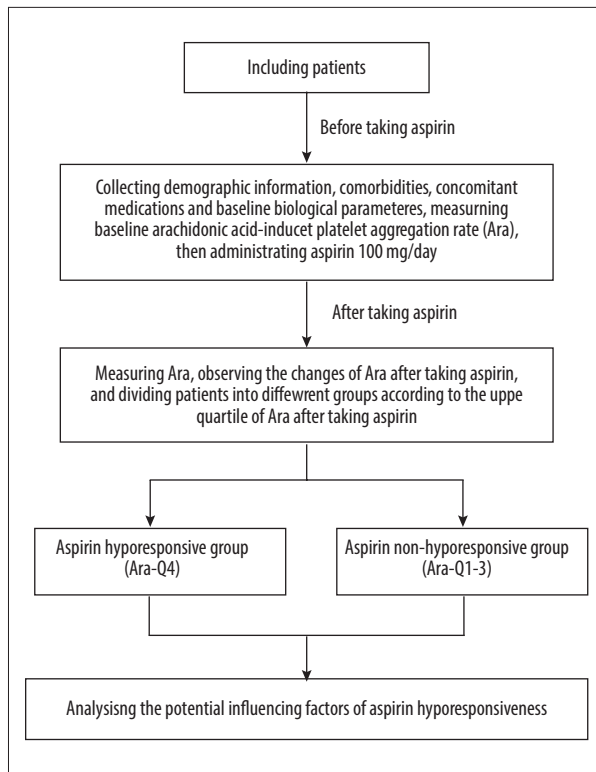 Including patients
Before taking aspirin
Collecting demographic information, comorbidities, concomitant
medications and baseline biological parameteres, measurning
baseline arachidonic acid-inducet platelet aggregation rate (Ara),
then administrating aspirin 100 mg/day
After taking aspirin
Measuring Ara, observing the changes of Ara after taking aspirin,
and dividing patients into diffewrent groups according to the uppe
quartile of Ara after taking aspirin
Aspirin hyporesponsive group
(Ara-Q4)
Aspirin non-hyporesponsive group
(Ara-Q1-3)
Analysisng the potential influencing factors of aspirin hyporesponsiveness